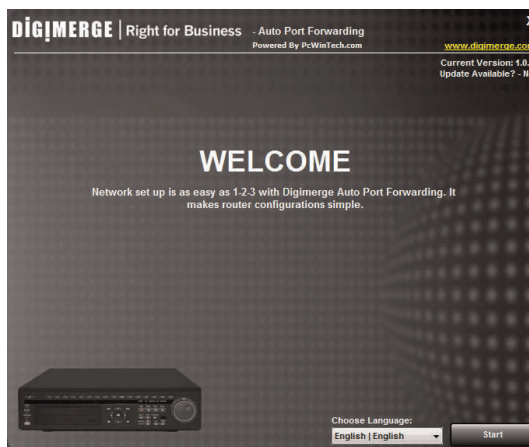 DiGiMERGE | Right for Business - Auto Port Forwarding
Powered By PcWinTech.com
X
www.digimerge.com
Current Version: 1.0.
Update Available? - N
WELCOME
Network set up is as easy as 1-2-3 with Digimerge Auto Port Forwarding. It
makes router configurations simple.
Choose Language:
English | English
Start